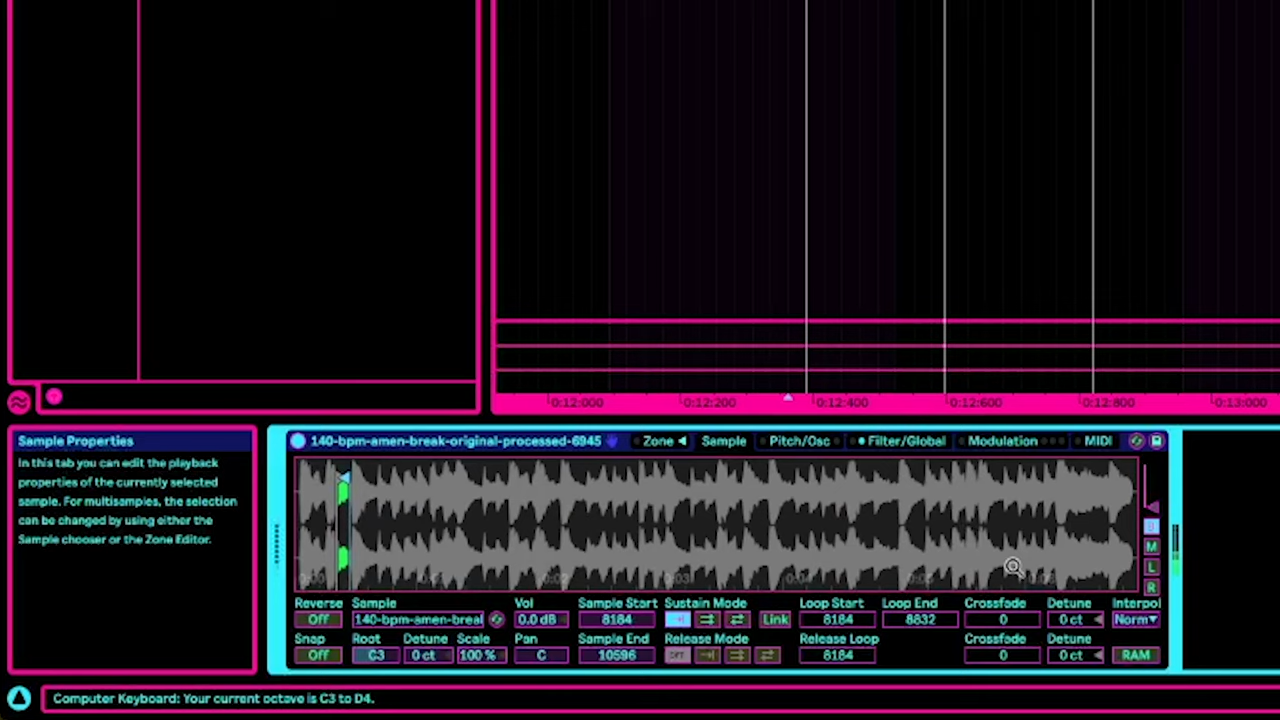 0:12:000 0:12:200 0:12:400 0:12:600 0:12:800 0:13:000
Sample Properties
In this tab you can edit the playback
properties of the currently selected
sample. For multisamples, the selection
can be changed by using either the
Sample chooser or the Zone Editor.
140-bpm-amen-break-original-processed-6945 Zone Sample Pitch/Osc Filter/Global Modulation MIDI
B
M
L
R
0:02 0:03
Reverse Sample Vol Sample Start Sustain Mode Loop Start Loop End Crossfade Detune Interpol
Off 140-bpm-amen-breal 0.0 dB 8184 Link 8184 8832 0 0 ct Norm
Snap Root Detune Scale Pan Sample End Release Mode Release Loop Crossfade Detune
Off C3 0 ct 100 % C 10596 OFF 8184 0 0 ct RAM
Computer Keyboard: Your current octave is C3 to D4.